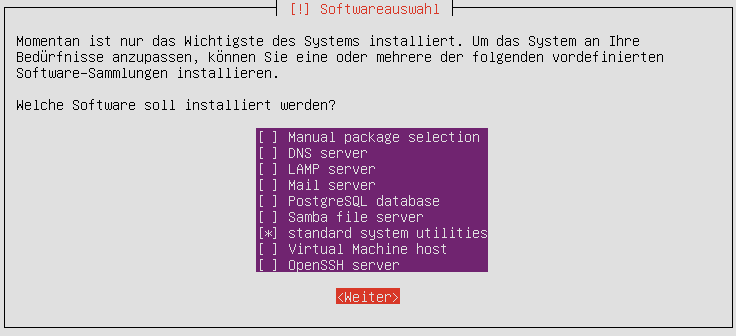 [!] Softwareauswahl
Momentan ist nur das Wichtigste des Systems installiert. Um das System an Ihre
Bedürfnisse anzupassen, können Sie eine oder mehrere der folgenden vordefinierten
Software-Sammlungen installieren.
Welche Software soll installiert werden?
[ ] Manual package selection
[ ] DNS server
[ ] LAMP server
[ ] Mail server
[ ] PostgreSQL database
[ ] Samba file server
[*] standard system utilities
[ ] Virtual Machine host
[ ] OpenSSH server
<Weiter>